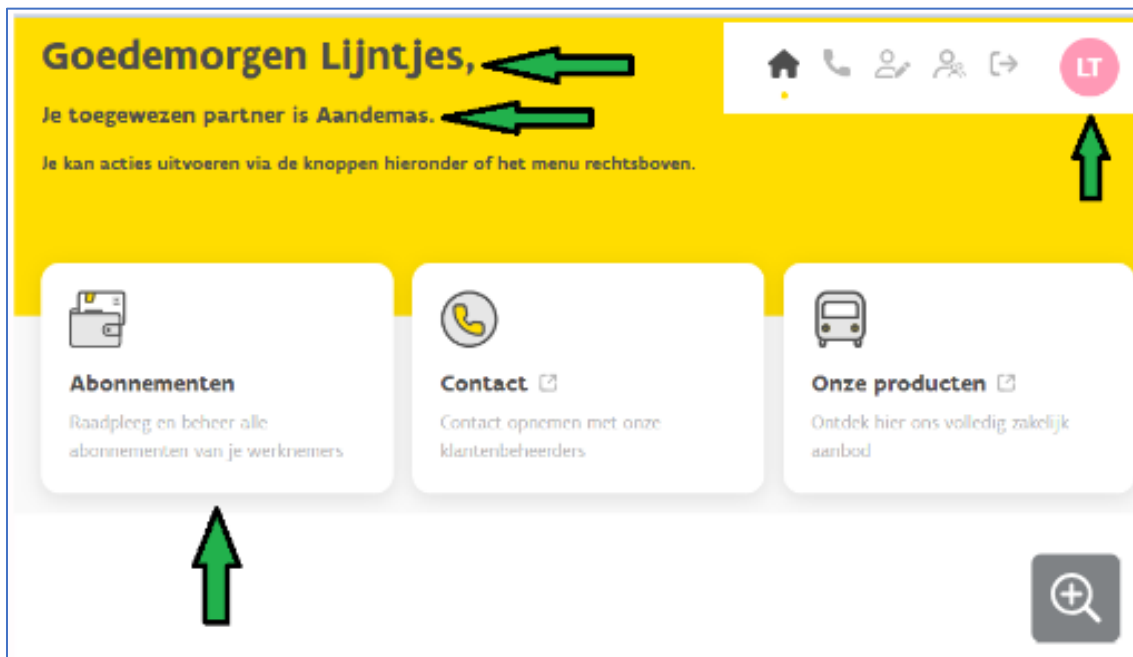 Goedemorgen Lijntjes,
LT
Je toegewezen partner is Aandemas.
Je kan acties uitvoeren via de knoppen hieronder of het menu rechtsboven.
Abonnementen
Raadpleeg en beheer alle
abonnementen van je werknemers
Contact
Contact opnemen met onze
klantenbeheerders
Onze producten
Ontdek hier ons volledig zakelijk
aanbod